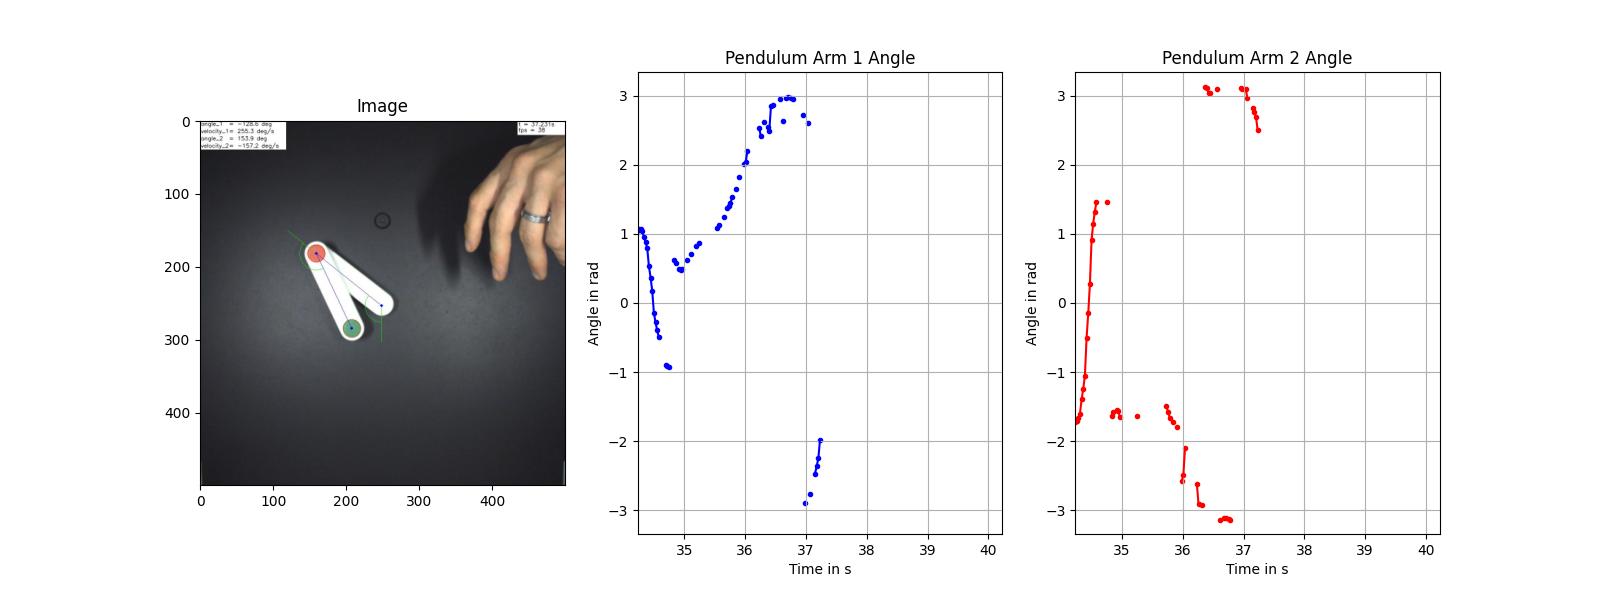 Image
0
100
200
300
400
0
100
200
300
400
angle_1 = -128.6 deg
velocity_1= 255.3 deg/s
angle_2 = 153.9 deg
velocity_2= -157.2 deg/s
t = 37.231s
fps = 38
Pendulum Arm 1 Angle
Angle in rad
3
2
1
0
−1
−2
−3
35
36
37
38
39
40
Time in s
Pendulum Arm 2 Angle
Angle in rad
3
2
1
0
−1
−2
−3
35
36
37
38
39
40
Time in s